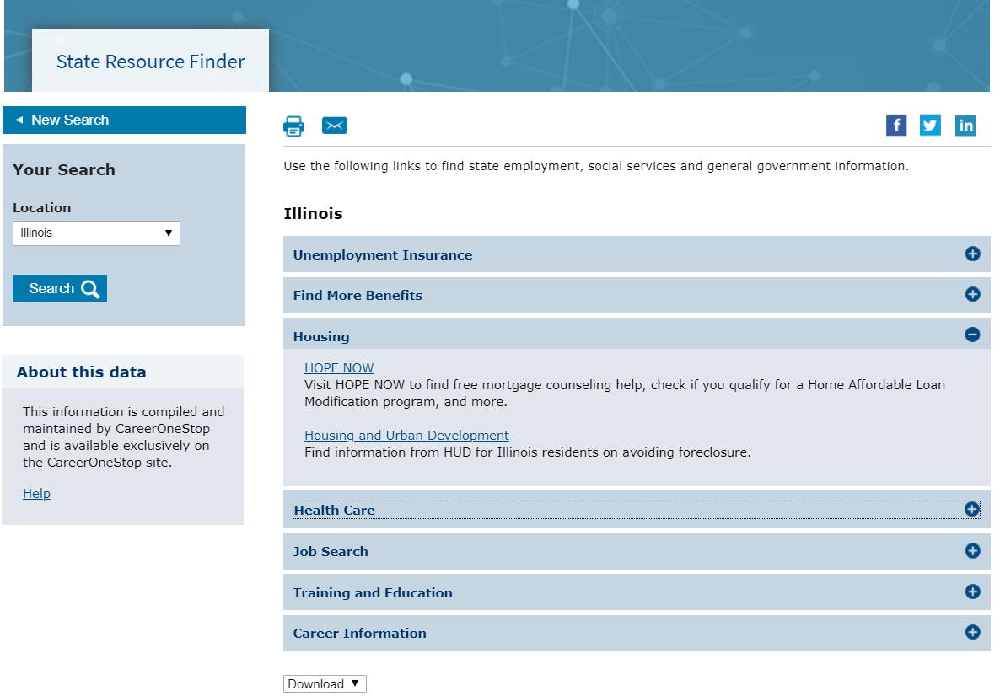 State Resource Finder
New Search
Your Search
Location
Illinois
Search
About this data
This information is compiled and
maintained by CareerOneStop
and is available exclusively on
the CareerOneStop site.
Help
f
in
Use the following links to find state employment, social services and general government information.
Illinois
Unemployment Insurance
Find More Benefits
Housing
HOPE NOW
Visit HOPE NOW to find free mortgage counseling help, check if you qualify for a Home Affordable Loan
Modification program, and more.
Housing and Urban Development
Find information from HUD for Illinois residents on avoiding foreclosure.
Health Care
Job Search
Training and Education
Career Information
Download